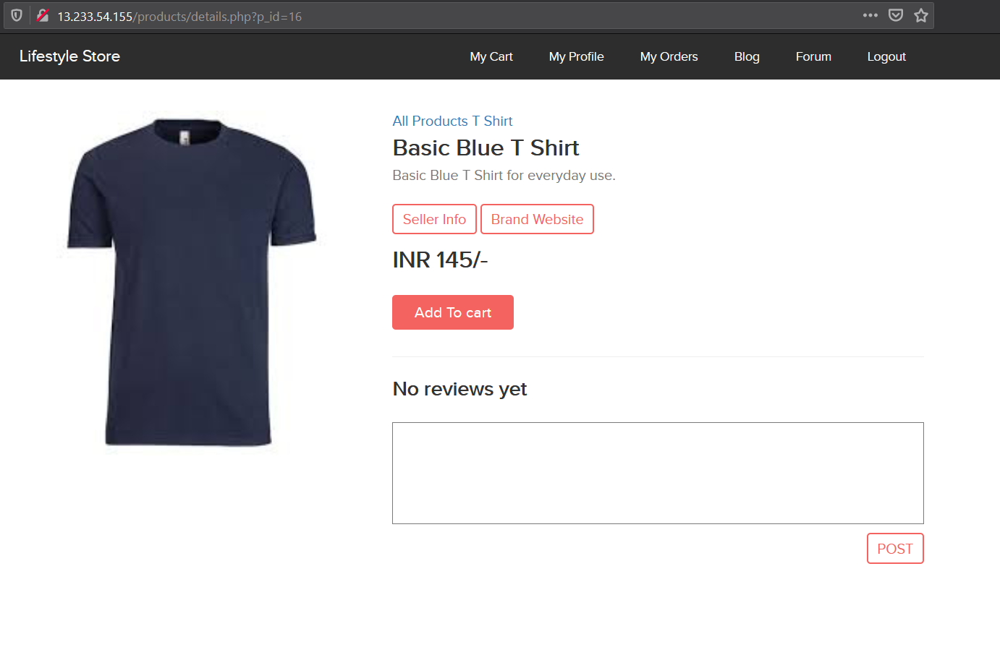 13.233.54.155/products/details.php?p_id=16
Lifestyle Store My Cart My Profile My Orders Blog Forum Logout
All Products T Shirt
Basic Blue T Shirt
Basic Blue T Shirt for everyday use.
Seller Info Brand Website
INR 145/-
Add To cart
No reviews yet
POST